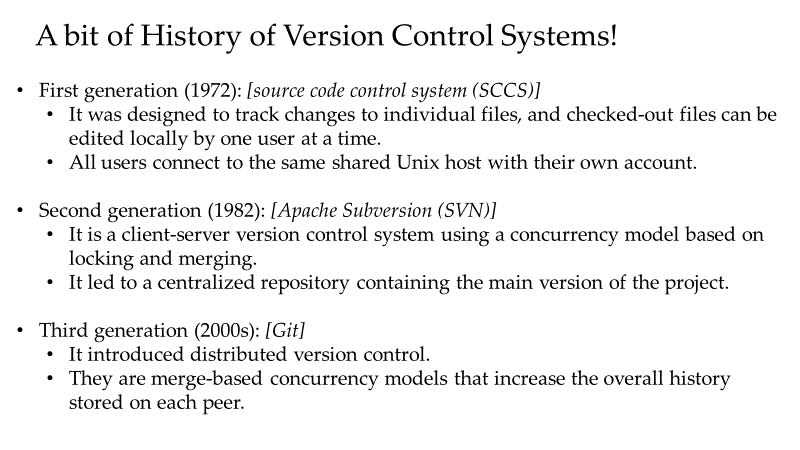 A bit of History of Version Control Systems!
• First generation (1972): [source code control system (SCCS)]
• It was designed to track changes to individual files, and checked-out files can be
edited locally by one user at a time.
• All users connect to the same shared Unix host with their own account.
• Second generation (1982): [Apache Subversion (SVN)]
• It is a client-server version control system using a concurrency model based on
locking and merging.
• It led to a centralized repository containing the main version of the project.
• Third generation (2000s): [Git]
• It introduced distributed version control.
• They are merge-based concurrency models that increase the overall history
stored on each peer.